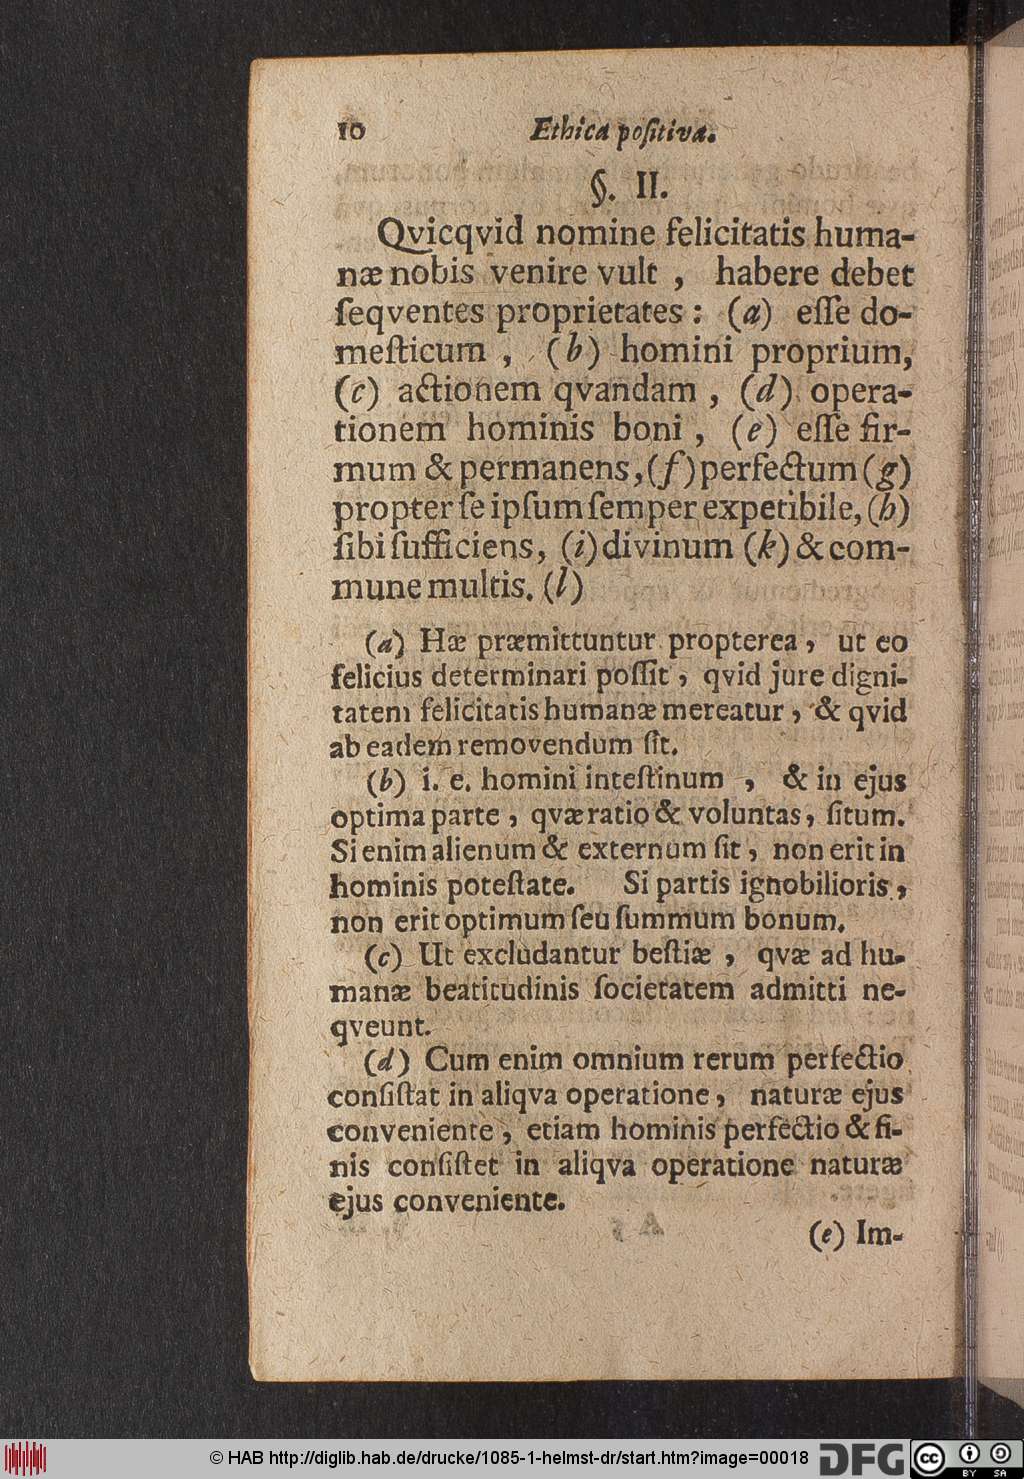 10 Ethica poſitiva.
§. II.
Qvicqvid nomine felicitatis huma-
næ nobis venire vult , habere debet
ſeqventes proprietates : (a) eſſe do-
meſticum , (b) homini proprium,
(c) actionem qvandam , (d) opera-
tionem hominis boni , (e) eſſe fir-
mum & permanens, (f) perfectum (g)
propter ſe ipſum ſemper expetibile, (h)
ſibi ſufficiens, (i) divinum (k) & com-
mune multis. (l)
(a) Hæ præmittuntur propterea, ut eo
felicius determinari poſſit, qvid jure digni-
tatem felicitatis humanæ mereatur, & qvid
ab eadem removendum ſit.
(b) i. e. homini inteſtinum , & in ejus
optima parte, qvæ ratio & voluntas, ſitum.
Si enim alienum & externum ſit, non erit in
hominis poteſtate. Si partis ignobilioris,
non erit optimum ſeu ſummum bonum.
(c) Ut excludantur beſtiæ , qvæ ad hu-
manæ beatitudinis ſocietatem admitti ne-
qveunt.
(d) Cum enim omnium rerum perfectio
conſiſtat in aliqva operatione, naturæ ejus
conveniente, etiam hominis perfectio & fi-
nis conſiſtet in aliqva operatione naturæ
ejus conveniente.
(e) Im-
© HAB http://diglib.hab.de/drucke/1085-1-helmst-dr/start.htm?image=00018 DFG cc BY SA